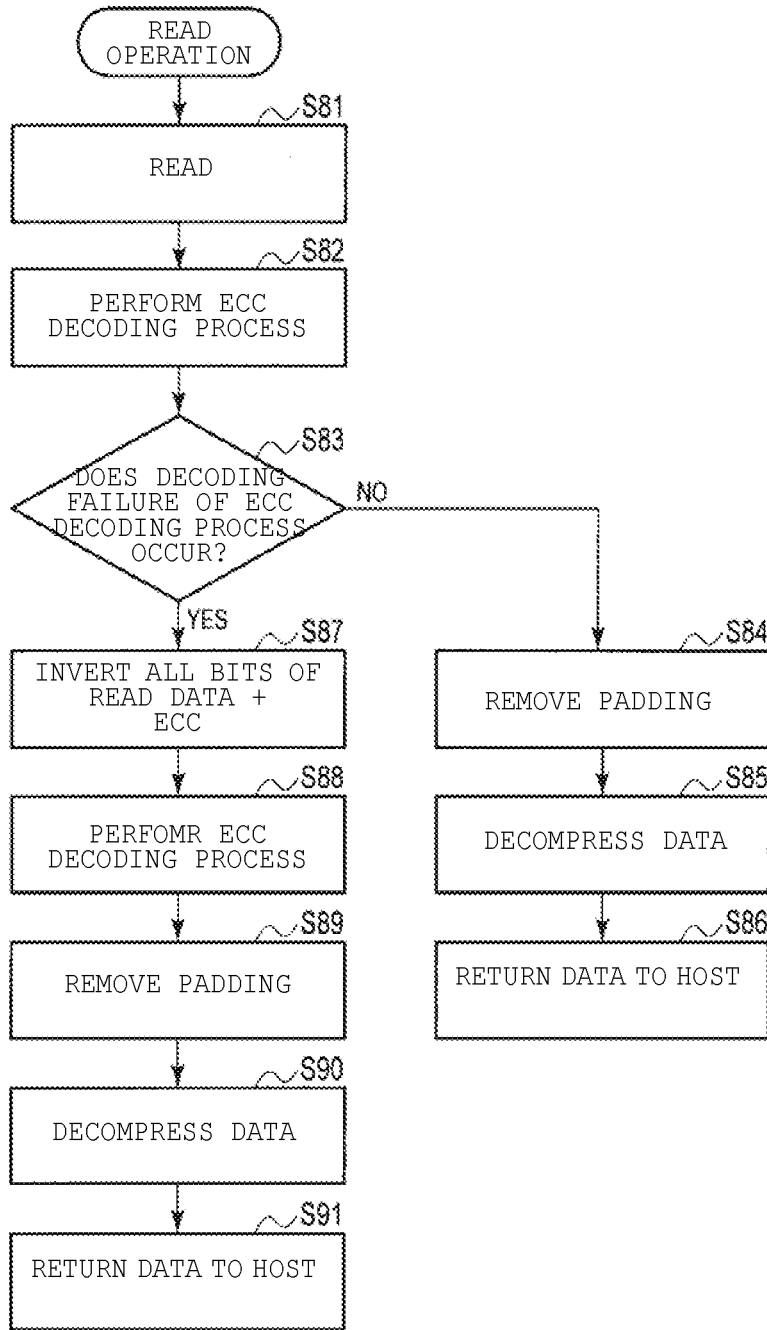 READ
OPERATION
S81
READ
S82
PERFORM ECC
DECODING PROCESS
S83
DOES DECODING
FAILURE OF ECC
DECODING PROCESS
OCCUR?
NO
YES
S87
INVERT ALL BITS OF
READ DATA +
ECC
S88
PERFOMR ECC
DECODING PROCESS
S89
REMOVE PADDING
S90
DECOMPRESS DATA
S91
RETURN DATA TO HOST
S84
REMOVE PADDING
S85
DECOMPRESS DATA
S86
RETURN DATA TO HOST